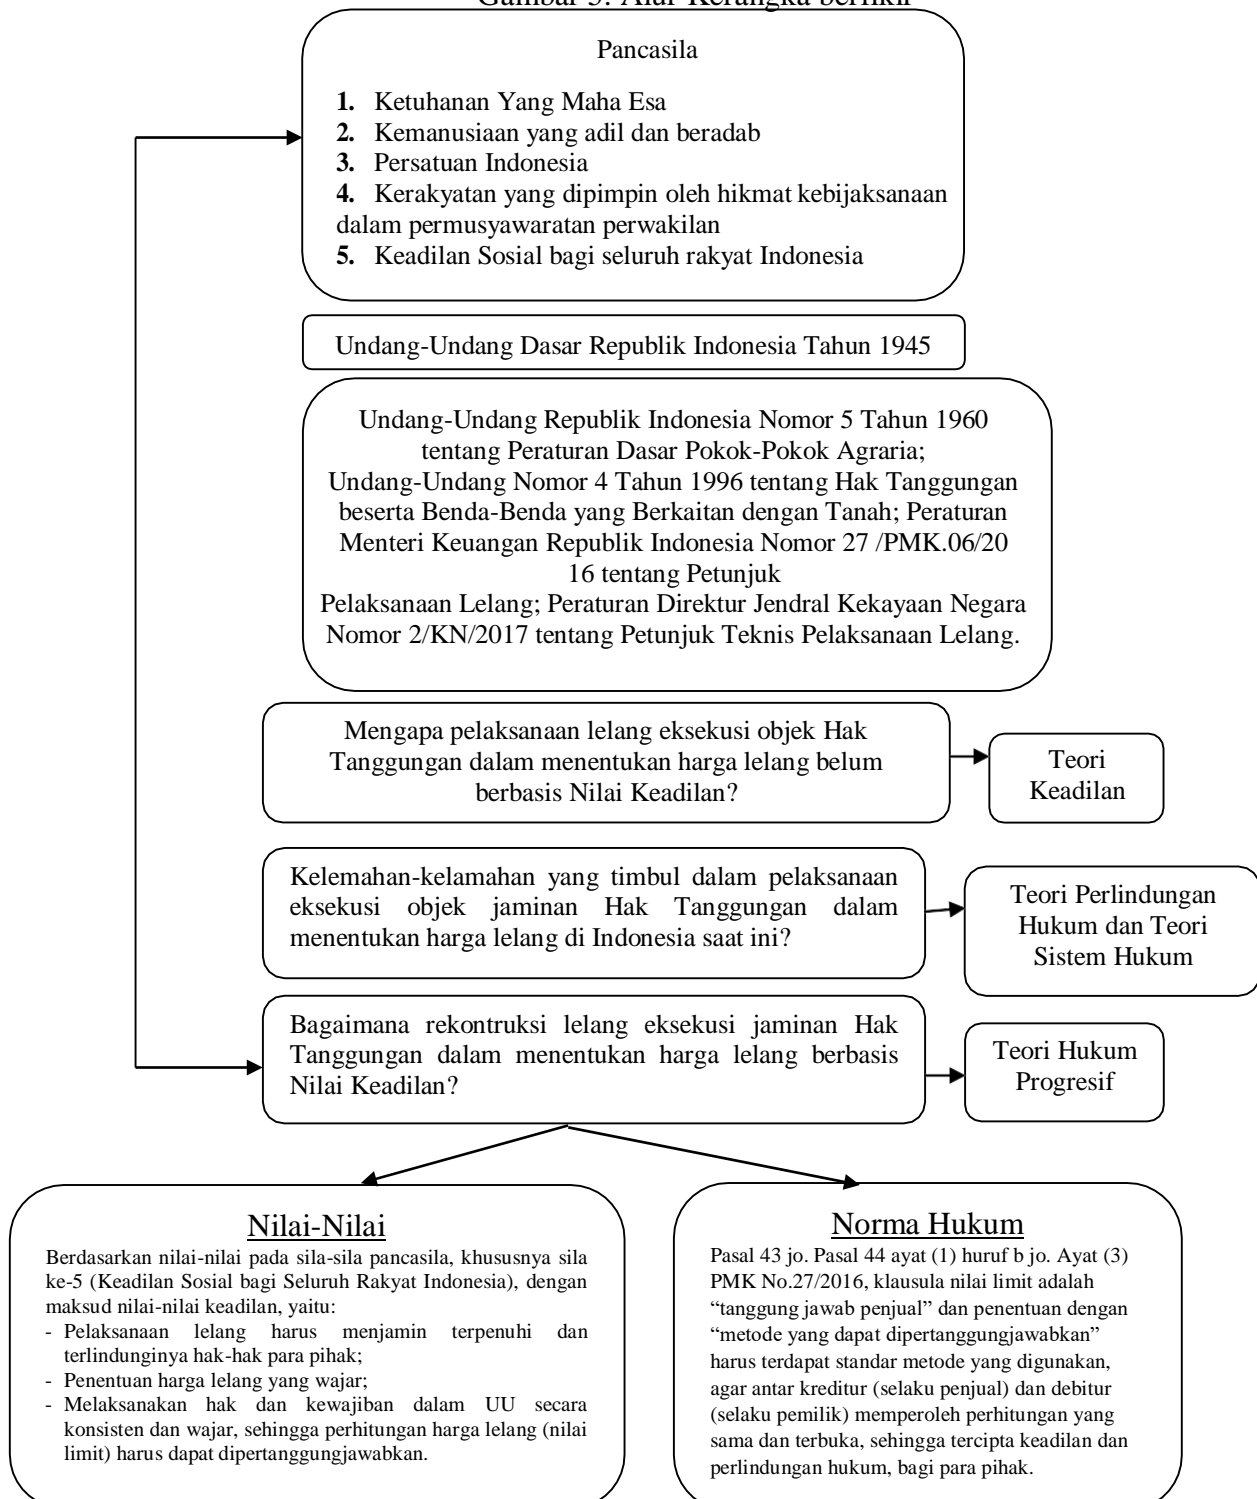 Gambar 3. Alur Kerangka berfikir
Pancasila
1. Ketuhanan Yang Maha Esa
2. Kemanusiaan yang adil dan beradab
3. Persatuan Indonesia
4. Kerakyatan yang dipimpin oleh hikmat kebijaksanaan
dalam permusyawaratan perwakilan
5. Keadilan Sosial bagi seluruh rakyat Indonesia
Undang-Undang Dasar Republik Indonesia Tahun 1945
Undang-Undang Republik Indonesia Nomor 5 Tahun 1960
tentang Peraturan Dasar Pokok-Pokok Agraria;
Undang-Undang Nomor 4 Tahun 1996 tentang Hak Tanggungan
beserta Benda-Benda yang Berkaitan dengan Tanah; Peraturan
Menteri Keuangan Republik Indonesia Nomor 27 /PMK.06/20
16 tentang Petunjuk
Pelaksanaan Lelang; Peraturan Direktur Jendral Kekayaan Negara
Nomor 2/KN/2017 tentang Petunjuk Teknis Pelaksanaan Lelang.
Mengapa pelaksanaan lelang eksekusi objek Hak
Tanggungan dalam menentukan harga lelang belum
berbasis Nilai Keadilan?
Teori
Keadilan
Kelemahan-kelamahan yang timbul dalam pelaksanaan
eksekusi objek jaminan Hak Tanggungan dalam
menentukan harga lelang di Indonesia saat ini?
Teori Perlindungan
Hukum dan Teori
Sistem Hukum
Bagaimana rekontruksi lelang eksekusi jaminan Hak
Tanggungan dalam menentukan harga lelang berbasis
Nilai Keadilan?
Teori Hukum
Progresif
Nilai-Nilai
Berdasarkan nilai-nilai pada sila-sila pancasila, khususnya sila
ke-5 (Keadilan Sosial bagi Seluruh Rakyat Indonesia), dengan
maksud nilai-nilai keadilan, yaitu:
- Pelaksanaan lelang harus menjamin terpenuhi dan
terlindunginya hak-hak para pihak;
- Penentuan harga lelang yang wajar;
- Melaksanakan hak dan kewajiban dalam UU secara
konsisten dan wajar, sehingga perhitungan harga lelang (nilai
limit) harus dapat dipertanggungjawabkan.
Norma Hukum
Pasal 43 jo. Pasal 44 ayat (1) huruf b jo. Ayat (3)
PMK No.27/2016, klausula nilai limit adalah
“tanggung jawab penjual” dan penentuan dengan
“metode yang dapat dipertanggungjawabkan”
harus terdapat standar metode yang digunakan,
agar antar kreditur (selaku penjual) dan debitur
(selaku pemilik) memperoleh perhitungan yang
sama dan terbuka, sehingga tercipta keadilan dan
perlindungan hukum, bagi para pihak.